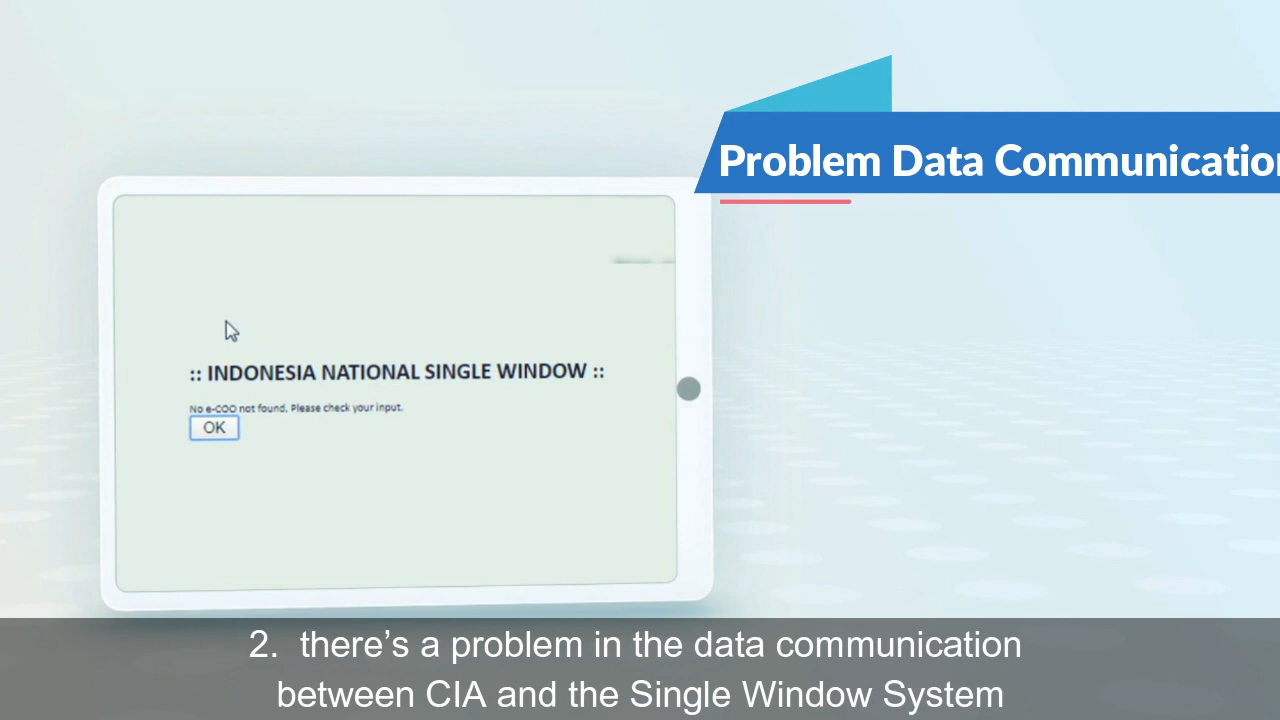 Problem Data Communication
:: INDONESIA NATIONAL SINGLE WINDOW ::
No e-COO not found. Please check your input.
OK
2. there's a problem in the data communication
between CIA and the Single Window System